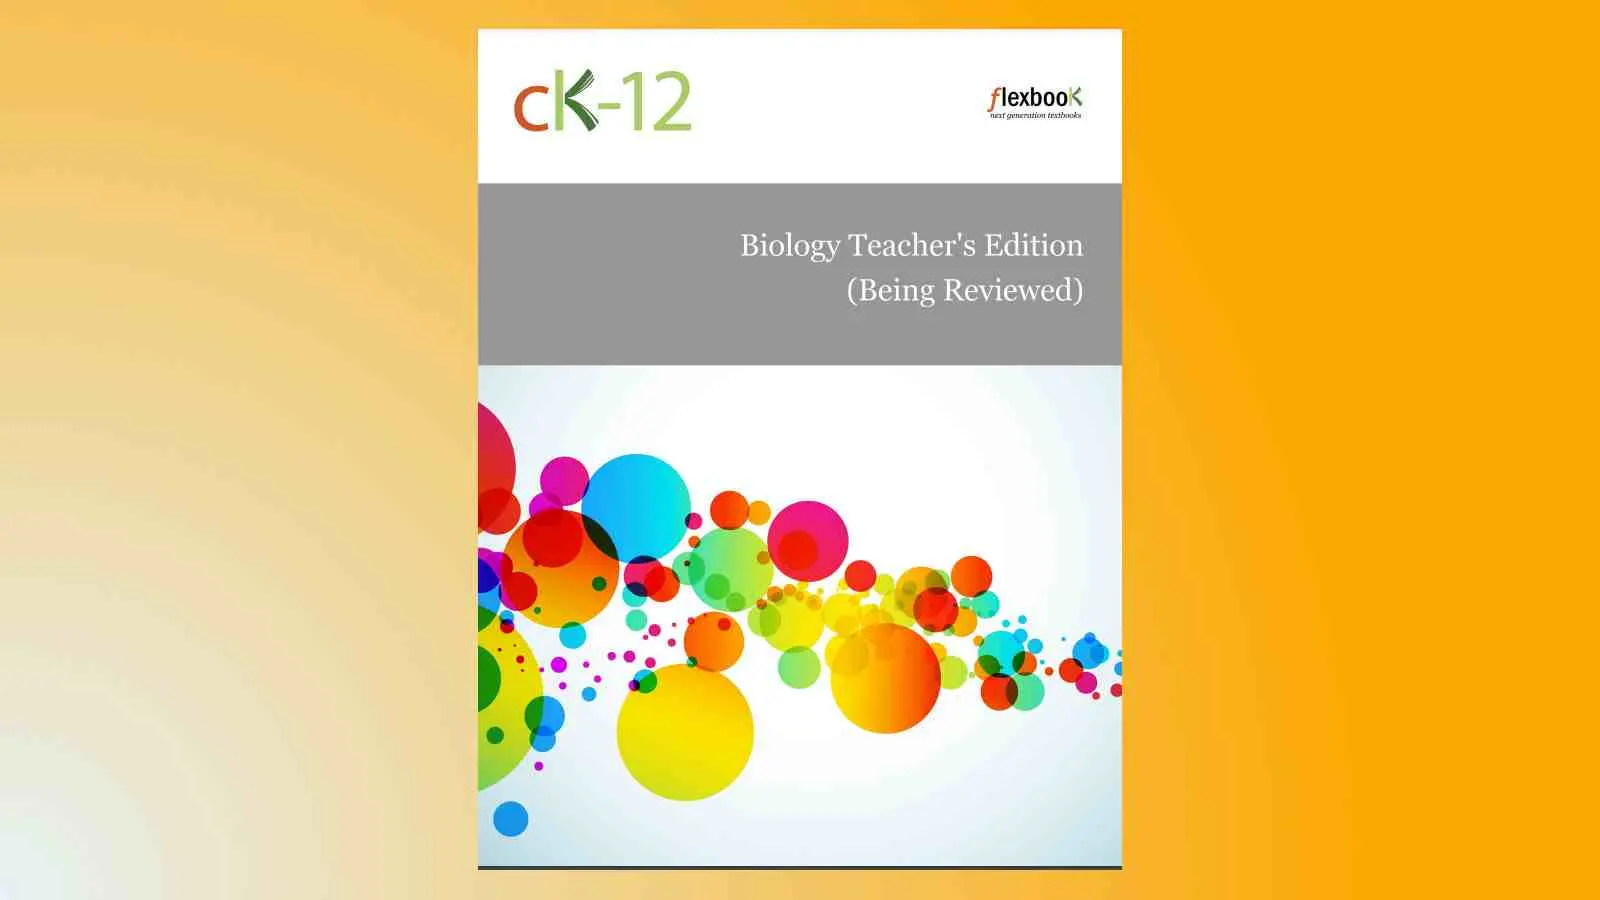 cK-12
flexbook
next generation textbooks
Biology Teacher's Edition
(Being Reviewed)